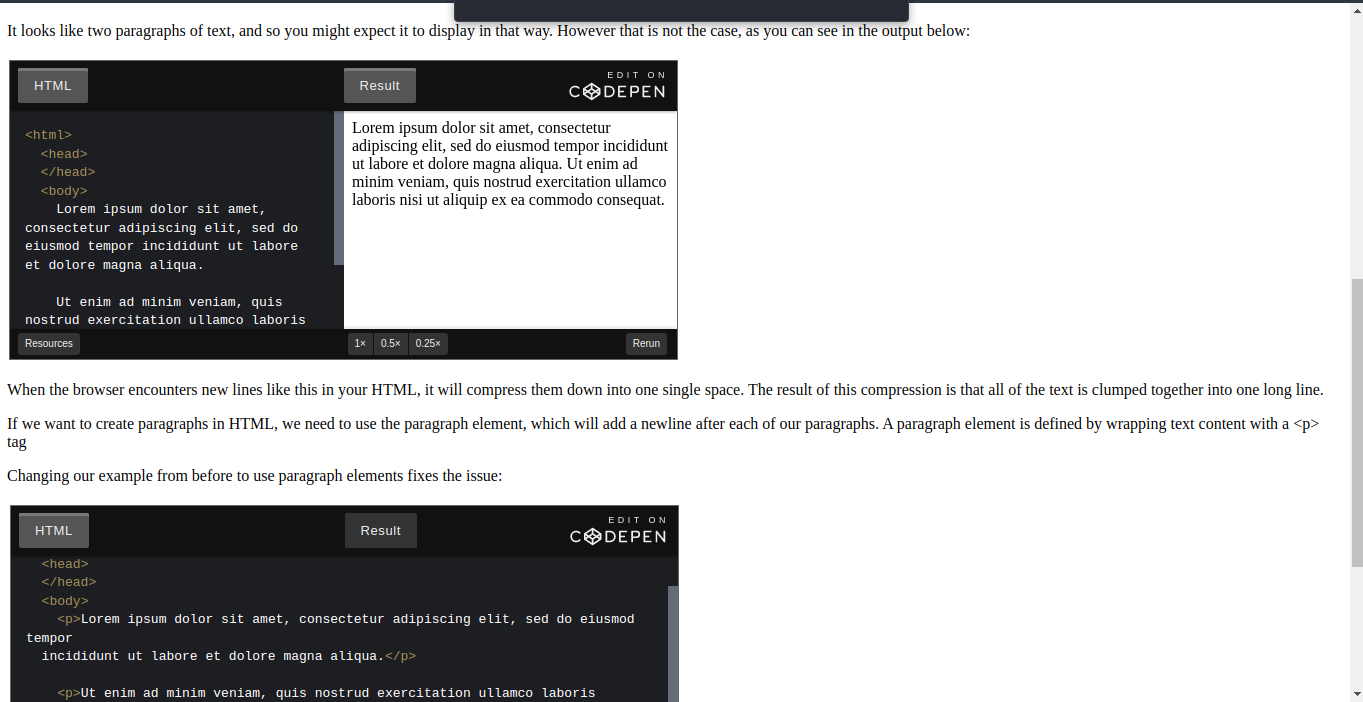 It looks like two paragraphs of text, and so you might expect it to display in that way. However that is not the case, as you can see in the output below:
HTML
Result
EDIT ON
CODEPEN
<html>
<head>
</head>
<body>
Lorem ipsum dolor sit amet,
consectetur adipiscing elit, sed do
eiusmod tempor incididunt ut labore
et dolore magna aliqua.
Ut enim ad minim veniam, quis
nostrud exercitation ullamco laboris
Lorem ipsum dolor sit amet, consectetur
adipiscing elit, sed do eiusmod tempor incididunt
ut labore et dolore magna aliqua. Ut enim ad
minim veniam, quis nostrud exercitation ullamco
laboris nisi ut aliquip ex ea commodo consequat.
Resources
1× 0.5× 0.25×
Rerun
When the browser encounters new lines like this in your HTML, it will compress them down into one single space. The result of this compression is that all of the text is clumped together into one long line.
If we want to create paragraphs in HTML, we need to use the paragraph element, which will add a newline after each of our paragraphs. A paragraph element is defined by wrapping text content with a <p>
tag
Changing our example from before to use paragraph elements fixes the issue:
HTML
Result
EDIT ON
CODEPEN
<head>
</head>
<body>
<p>Lorem ipsum dolor sit amet, consectetur adipiscing elit, sed do eiusmod
tempor
incididunt ut labore et dolore magna aliqua.</p>
<p>Ut enim ad minim veniam, quis nostrud exercitation ullamco laboris